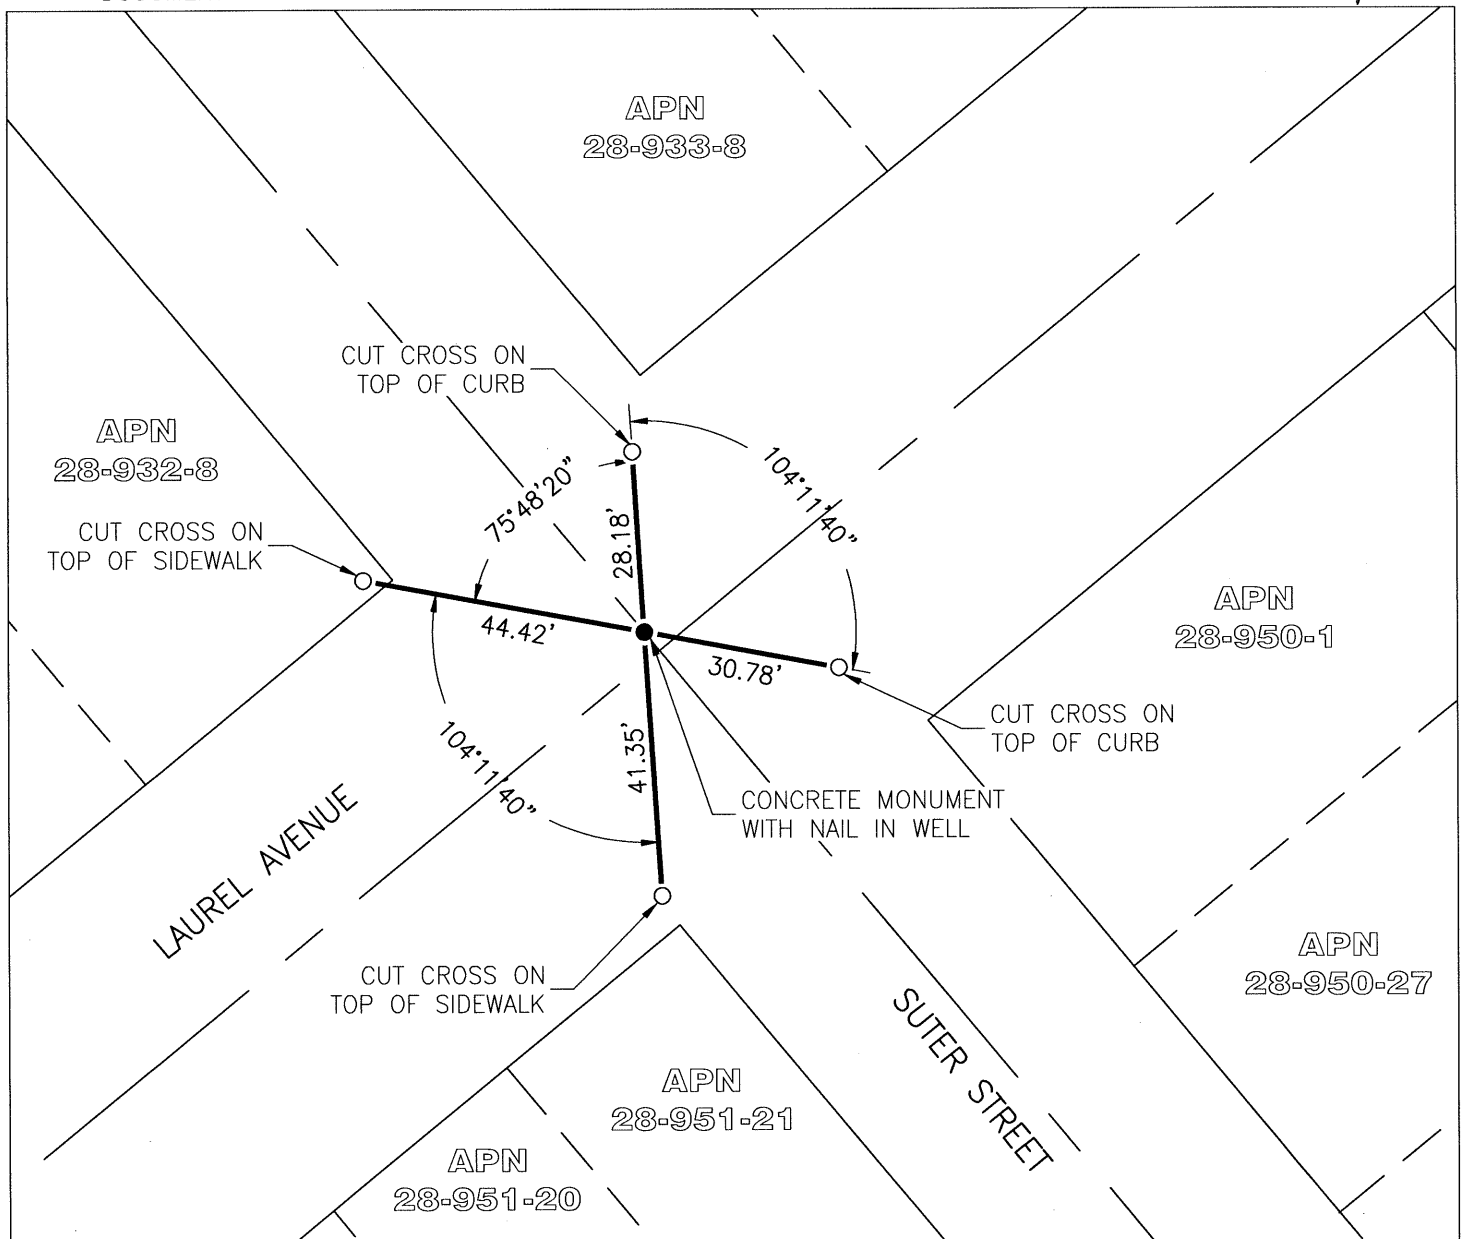 APN
28-933-8
CUT CROSS ON
TOP OF CURB
APN
28-932-8
75°48'20"
104°11'40"
28.18'
CUT CROSS ON
TOP OF SIDEWALK
44.42'
30.78'
APN
28-950-1
CUT CROSS ON
TOP OF CURB
104°11'40"
41.35'
CONCRETE MONUMENT
WITH NAIL IN WELL
LAUREL AVENUE
CUT CROSS ON
TOP OF SIDEWALK
APN
28-950-27
SUTER STREET
APN
28-951-21
APN
28-951-20